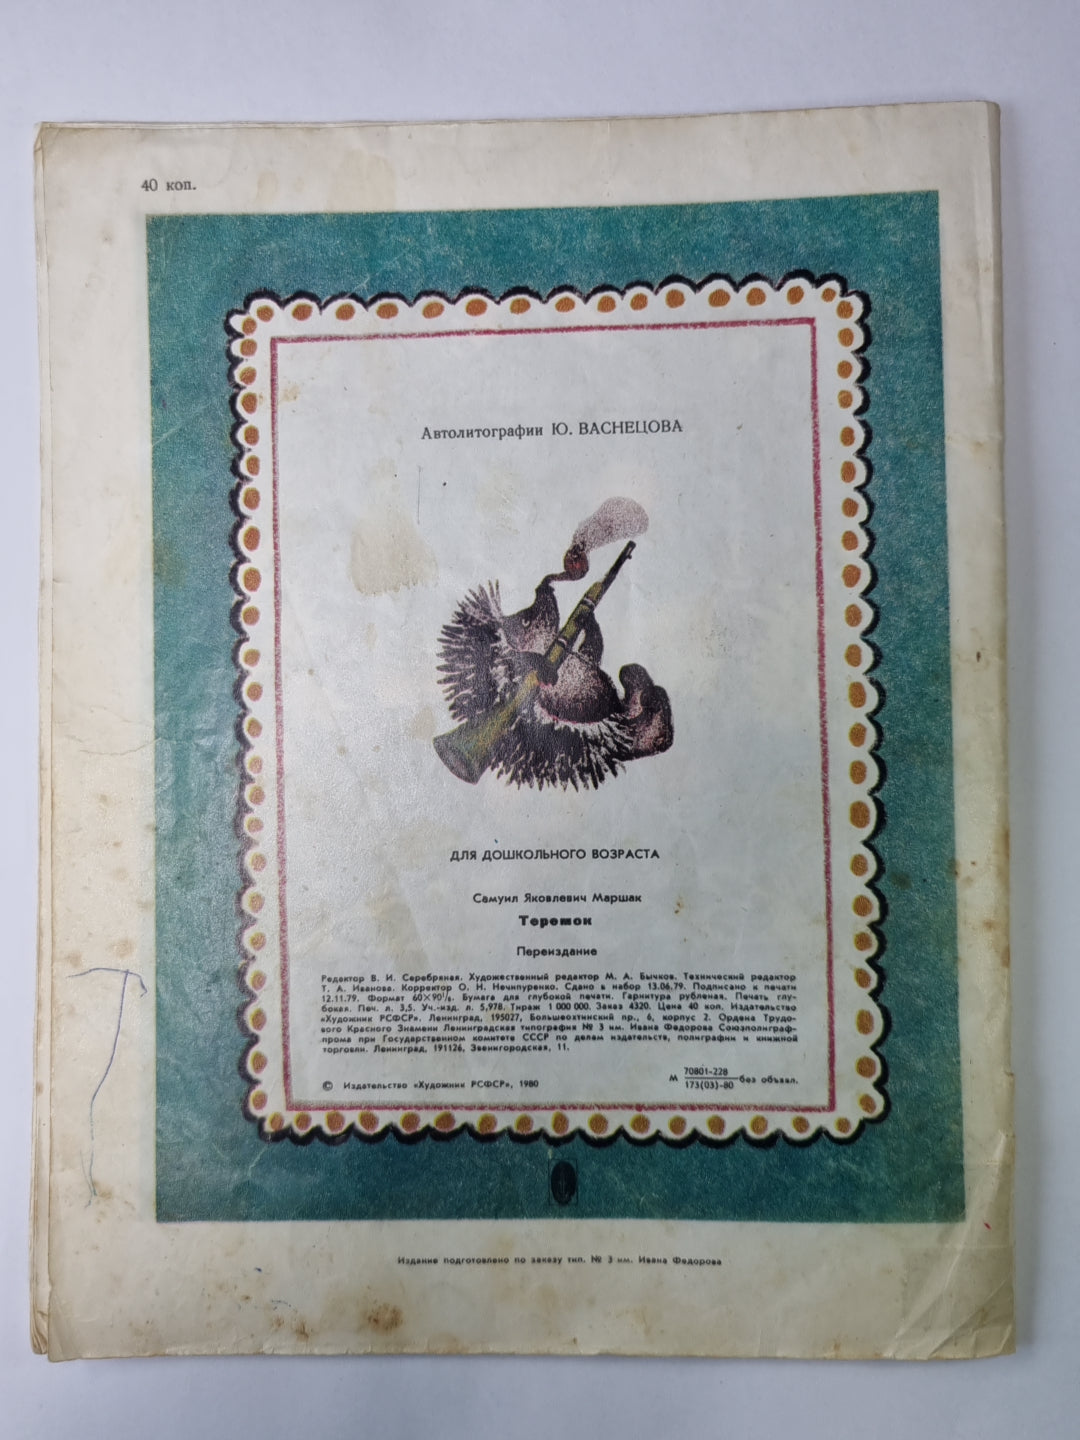 40 коп.
Автолитографии Ю. ВАСНЕЦОВА
ДЛЯ ДОШКОЛЬНОГО ВОЗРАСТА
Самуил Яковлевич Маршак
Теремок
Переиздание
Редактор В. И. Серебряная. Художественный редактор М. А. Бычков. Технический редактор
Т. А. Иванова. Корректор О. Н. Нечипуренко. Сдано в набор 13.06.79. Подписано к печати
12.11.79. Формат 60×90¹/₈. Бумага для глубокой печати. Гарнитура рубленая. Печать глу-
бокая. Печ. л. 3,5. Уч.-изд. л. 5,978. Тираж 1 000 000. Заказ 4320. Цена 40 коп. Издательство
«Художник РСФСР». Ленинград, 195027, Большеохтинский пр., 6, корпус 2. Ордена Трудо-
вого Красного Знамени Ленинградская типография № 3 им. Ивана Федорова Союзполиграф-
прома при Государственном комитете СССР по делам издательств, полиграфии и книжной
торговли. Ленинград, 191126, Звенигородская, 11.
© Издательство «Художник РСФСР», 1980
М 70801-228/173(03)-80 без объявл.
Издание подготовлено по заказу тип. № 3 им. Ивана Федорова